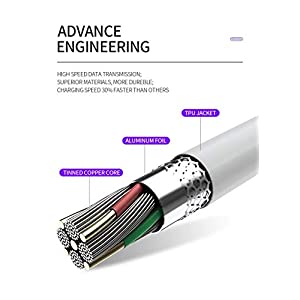 ADVANCE
ENGINEERING
HIGH SPEED DATA TRANSMISSION;
SUPERIOR MATERIALS, MORE DUREBLE;
CHARGING SPEED 30% FASTER THAN OTHERS
TPU JACKET
ALUMINUM FOIL
TINNED COPPER CORE